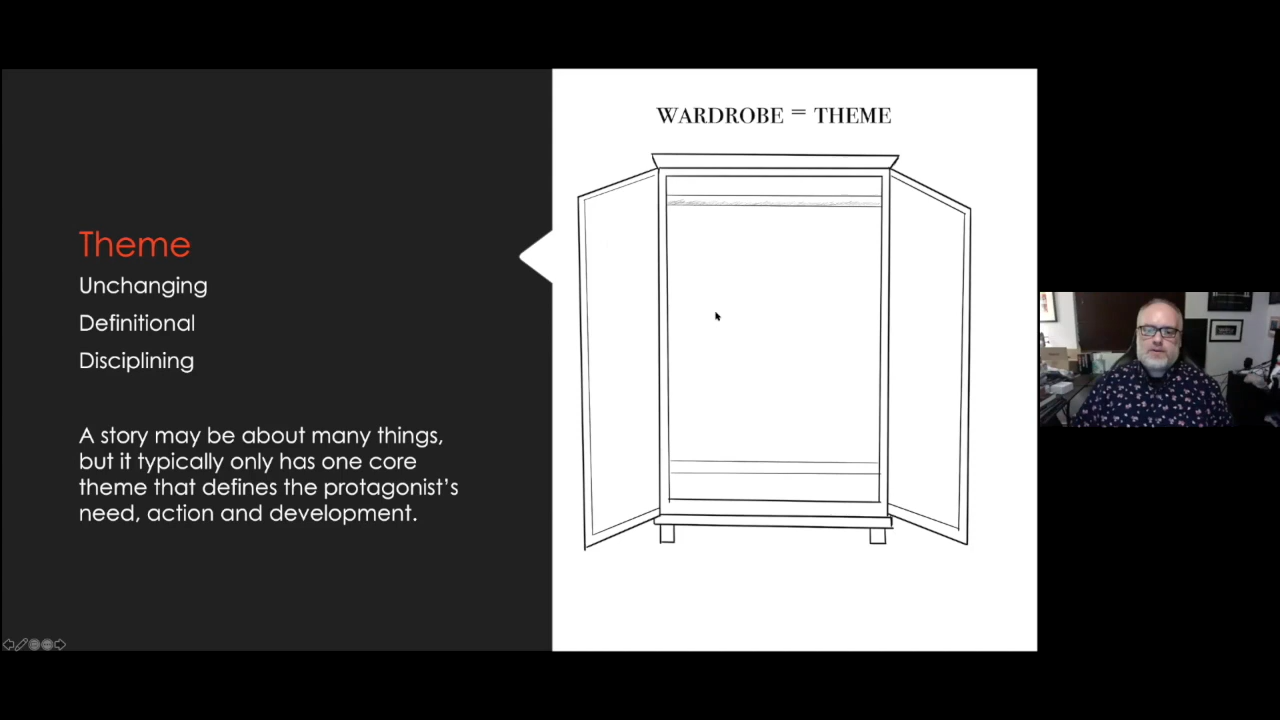 WARDROBE = THEME
Theme
Unchanging
Definitional
Disciplining
A story may be about many things,
but it typically only has one core
theme that defines the protagonist's
need, action and development.